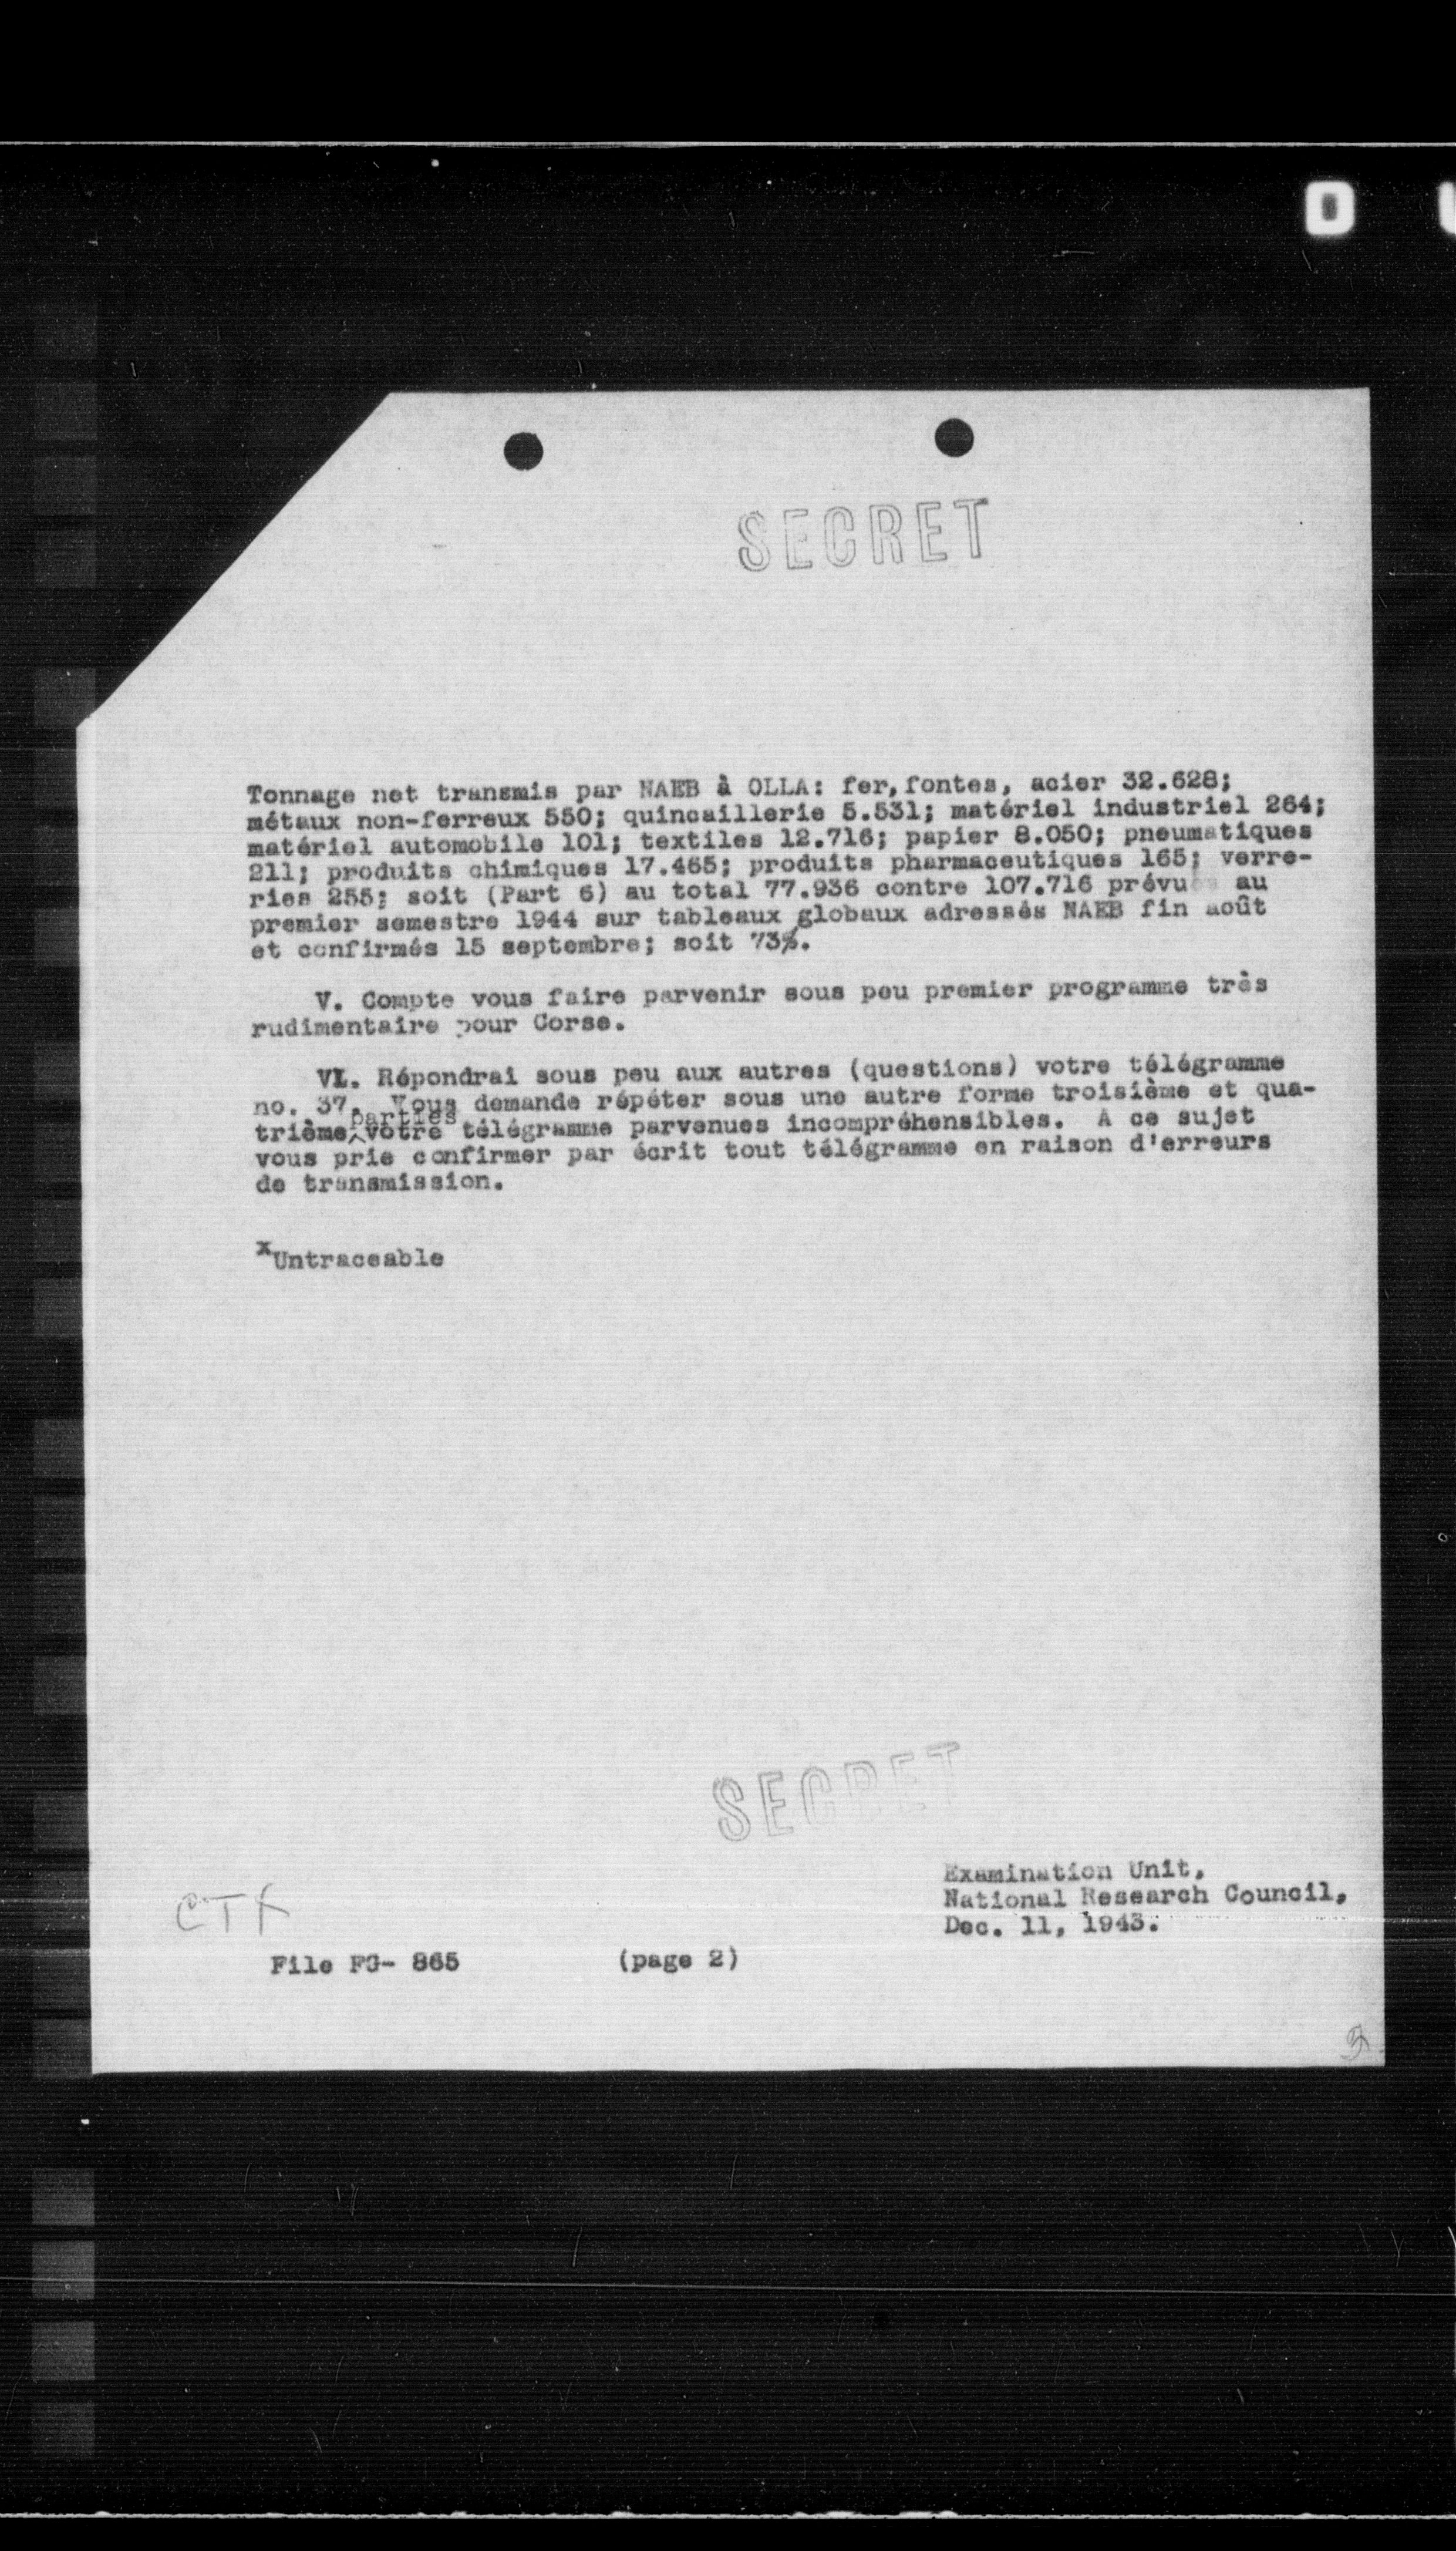 D
SECRET
Tonnage net transmis par NAEB à OLLA: fer,fontes, acier 32.628;
métaux non-ferreux 550; quincaillerie 5.531; matériel industriel 264;
matériel automobile 101; textiles 12.716; papier 8.050; pneumatiques
211; produits chimiques 17.465; produits pharmaceutiques 165; verre-
ries 255; soit (Part 6) au total 77.936 contre 107.716 prévu au
premier semestre 1944 sur tableaux globaux adressés NAEB fin août
et confirmés 15 septembre; soit 73%.
V. Compte vous faire parvenir sous peu premier programme très
rudimentaire pour Corse.
VI. Répondrai sous peu aux autres (questions) votre télégramme
no. 37. Vous demande répéter sous une autre forme troisième et qua-
parties
trième votre télégramme parvenues incompréhensibles. A ce sujet
vous prie confirmer par écrit tout télégramme en raison d'erreurs
de transmission.
xUntraceable
SECRET
Examination Unit,
National Research Council,
Dec. 11, 1943.
File FG- 865 (page 2)